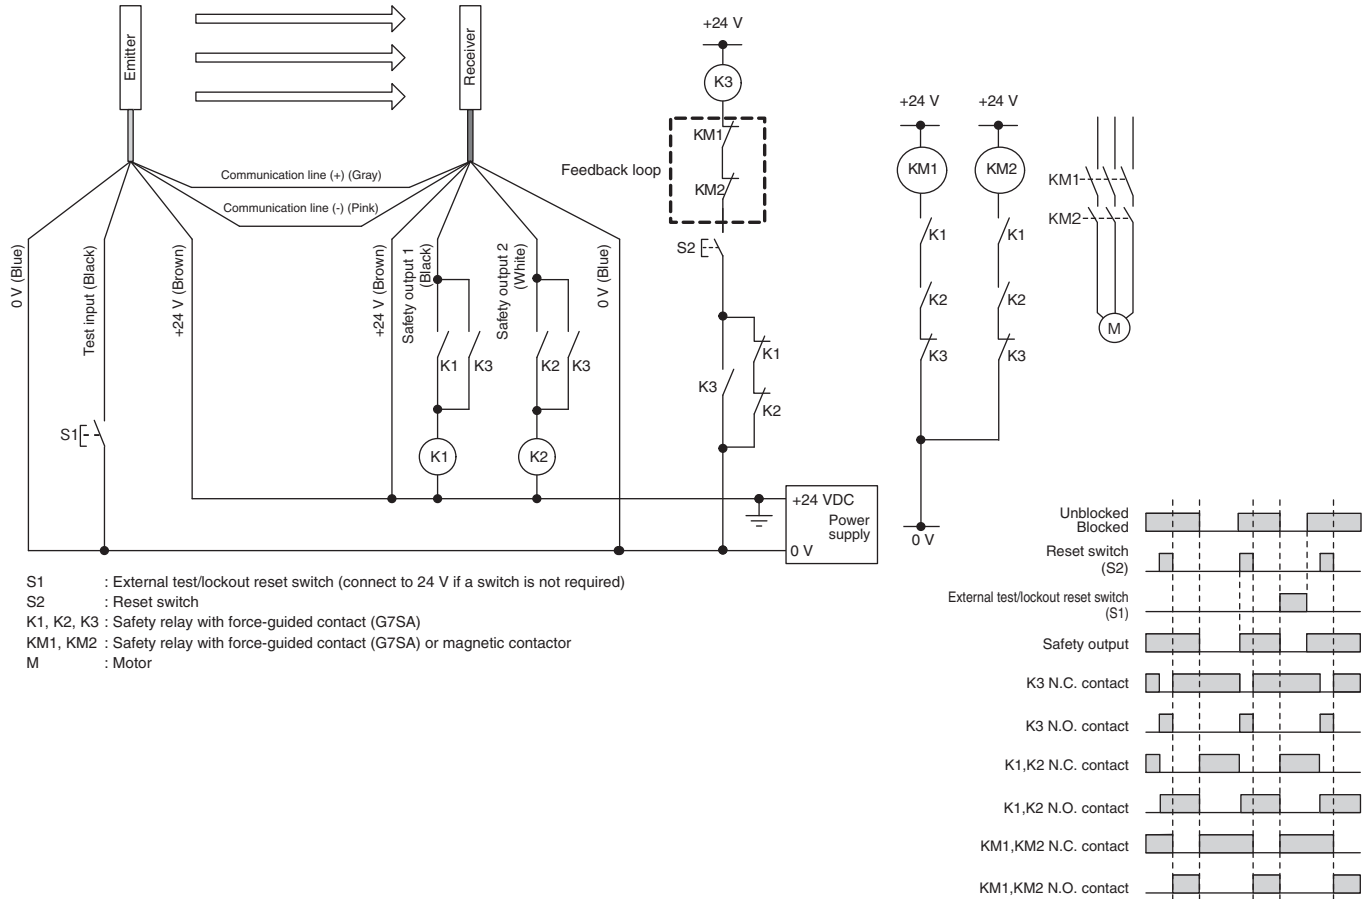 Emitter
Receiver
Communication line (+) (Gray)
Communication line (-) (Pink)
0 V (Blue)
Test input (Black)
+24 V (Brown)
+24 V (Brown)
Safety output 1
(Black)
Safety output 2
(White)
0 V (Blue)
S1
K1
K3
K2
K3
K1
K2
+24 V
K3
KM1
Feedback loop
KM2
S2
K1
K3
K2
+24 VDC
Power
supply
0 V
+24 V
+24 V
KM1
KM2
K1
K1
K2
K2
K3
K3
0 V
KM1
KM2
M
S1 : External test/lockout reset switch (connect to 24 V if a switch is not required)
S2 : Reset switch
K1, K2, K3 : Safety relay with force-guided contact (G7SA)
KM1, KM2 : Safety relay with force-guided contact (G7SA) or magnetic contactor
M : Motor
Unblocked
Blocked
Reset switch
(S2)
External test/lockout reset switch
(S1)
Safety output
K3 N.C. contact
K3 N.O. contact
K1,K2 N.C. contact
K1,K2 N.O. contact
KM1,KM2 N.C. contact
KM1,KM2 N.O. contact